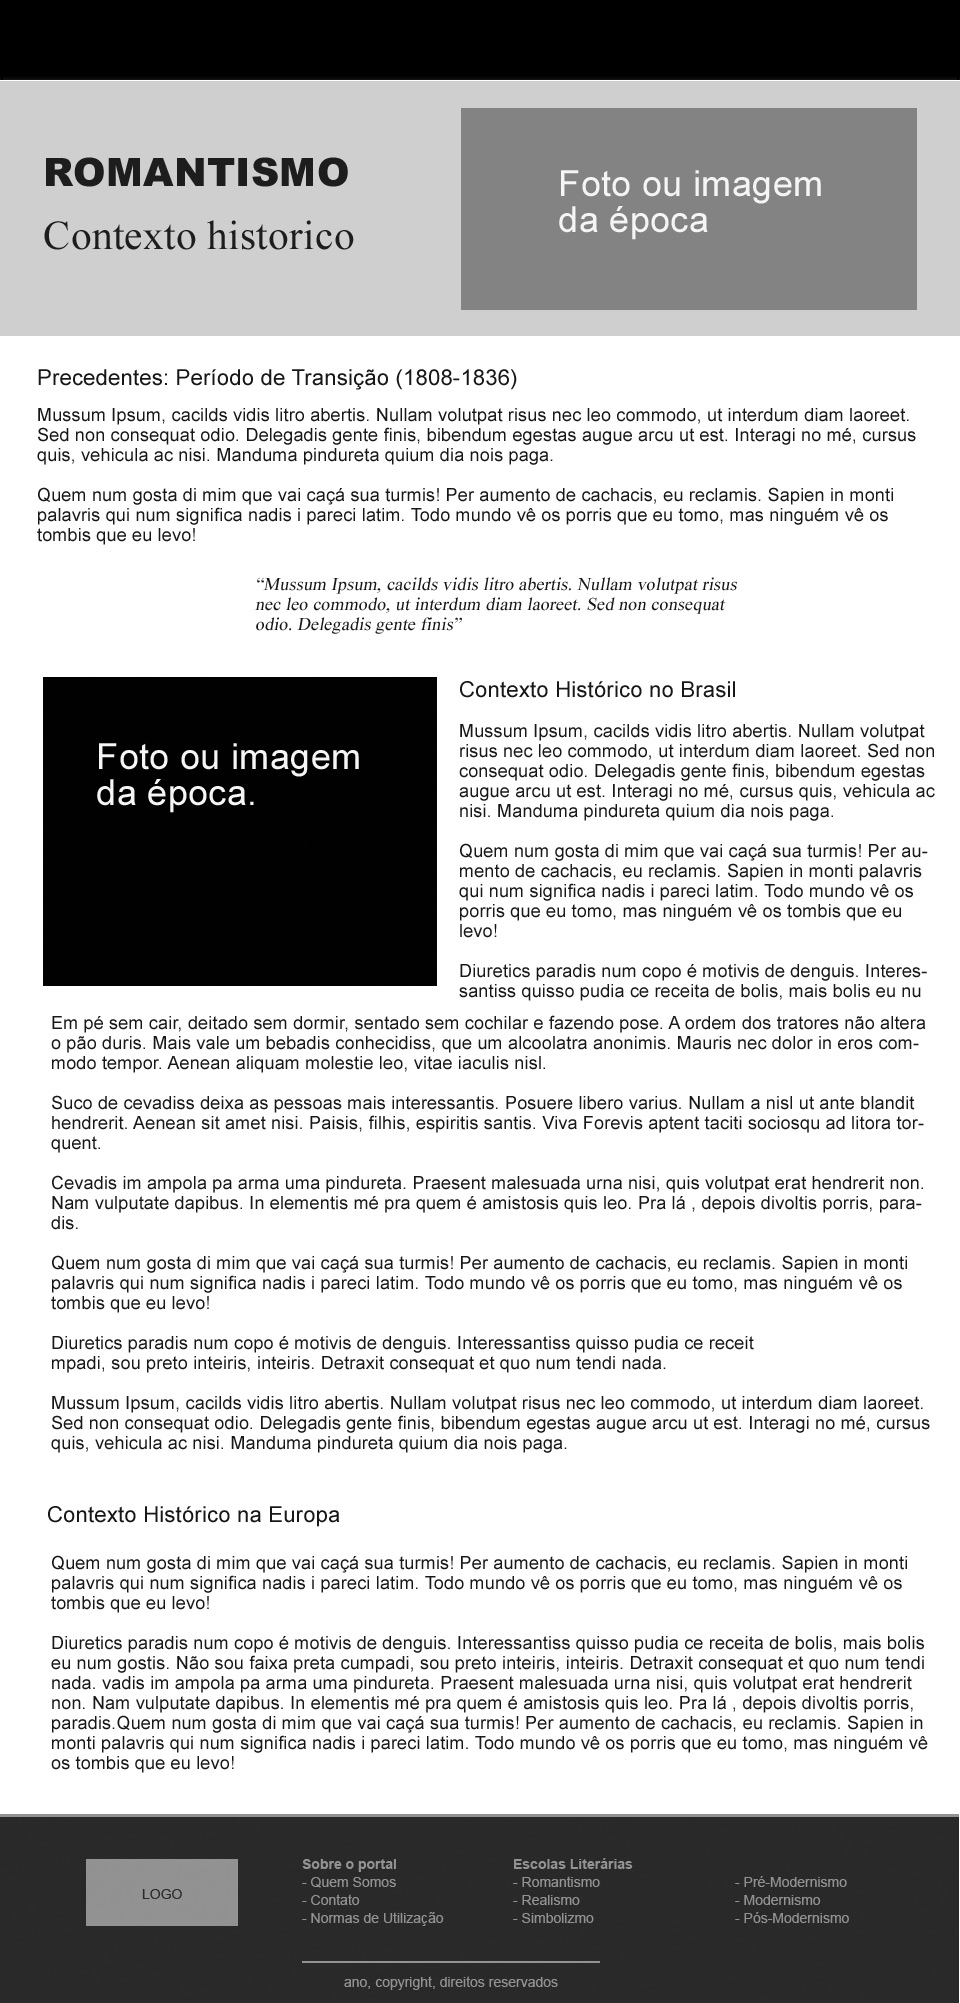 ROMANTISMO
Contexto historico
Foto ou imagem
da época
Precedentes: Período de Transição (1808-1836)
Mussum Ipsum, cacilds vidis litro abertis. Nullam volutpat risus nec leo commodo, ut interdum diam laoreet.
Sed non consequat odio. Delegadis gente finis, bibendum egestas augue arcu ut est. Interagi no mé, cursus
quis, vehicula ac nisi. Manduma pindureta quium dia nois paga.
Quem num gosta di mim que vai caçá sua turmis! Per aumento de cachacis, eu reclamis. Sapien in monti
palavris qui num significa nadis i pareci latim. Todo mundo vê os porris que eu tomo, mas ninguém vê os
tombis que eu levo!
“Mussum Ipsum, cacilds vidis litro abertis. Nullam volutpat risus
nec leo commodo, ut interdum diam laoreet. Sed non consequat
odio. Delegadis gente finis”
Foto ou imagem
da época.
Contexto Histórico no Brasil
Mussum Ipsum, cacilds vidis litro abertis. Nullam volutpat
risus nec leo commodo, ut interdum diam laoreet. Sed non
consequat odio. Delegadis gente finis, bibendum egestas
augue arcu ut est. Interagi no mé, cursus quis, vehicula ac
nisi. Manduma pindureta quium dia nois paga.
Quem num gosta di mim que vai caçá sua turmis! Per au-
mento de cachacis, eu reclamis. Sapien in monti palavris
qui num significa nadis i pareci latim. Todo mundo vê os
porris que eu tomo, mas ninguém vê os tombis que eu
levo!
Diuretics paradis num copo é motivis de denguis. Interes-
santiss quisso pudia ce receita de bolis, mais bolis eu nu
Em pé sem cair, deitado sem dormir, sentado sem cochilar e fazendo pose. A ordem dos tratores não altera
o pão duris. Mais vale um bebadis conhecidiss, que um alcoolatra anonimis. Mauris nec dolor in eros com-
modo tempor. Aenean aliquam molestie leo, vitae iaculis nisl.
Suco de cevadiss deixa as pessoas mais interessantis. Posuere libero varius. Nullam a nisl ut ante blandit
hendrerit. Aenean sit amet nisi. Paisis, filhis, espiritis santis. Viva Forevis aptent taciti sociosqu ad litora tor-
quent.
Cevadis im ampola pa arma uma pindureta. Praesent malesuada urna nisi, quis volutpat erat hendrerit non.
Nam vulputate dapibus. In elementis mé pra quem é amistosis quis leo. Pra lá , depois divoltis porris, para-
dis.
Quem num gosta di mim que vai caçá sua turmis! Per aumento de cachacis, eu reclamis. Sapien in monti
palavris qui num significa nadis i pareci latim. Todo mundo vê os porris que eu tomo, mas ninguém vê os
tombis que eu levo!
Diuretics paradis num copo é motivis de denguis. Interessantiss quisso pudia ce receit
mpadi, sou preto inteiris, inteiris. Detraxit consequat et quo num tendi nada.
Mussum Ipsum, cacilds vidis litro abertis. Nullam volutpat risus nec leo commodo, ut interdum diam laoreet.
Sed non consequat odio. Delegadis gente finis, bibendum egestas augue arcu ut est. Interagi no mé, cursus
quis, vehicula ac nisi. Manduma pindureta quium dia nois paga.
Contexto Histórico na Europa
Quem num gosta di mim que vai caçá sua turmis! Per aumento de cachacis, eu reclamis. Sapien in monti
palavris qui num significa nadis i pareci latim. Todo mundo vê os porris que eu tomo, mas ninguém vê os
tombis que eu levo!
Diuretics paradis num copo é motivis de denguis. Interessantiss quisso pudia ce receita de bolis, mais bolis
eu num gostis. Não sou faixa preta cumpadi, sou preto inteiris, inteiris. Detraxit consequat et quo num tendi
nada. vadis im ampola pa arma uma pindureta. Praesent malesuada urna nisi, quis volutpat erat hendrerit
non. Nam vulputate dapibus. In elementis mé pra quem é amistosis quis leo. Pra lá , depois divoltis porris,
paradis.Quem num gosta di mim que vai caçá sua turmis! Per aumento de cachacis, eu reclamis. Sapien in
monti palavris qui num significa nadis i pareci latim. Todo mundo vê os porris que eu tomo, mas ninguém vê
os tombis que eu levo!
LOGO
Sobre o portal
- Quem Somos
- Contato
- Normas de Utilização
Escolas Literárias
- Romantismo
- Realismo
- Simbolizmo
- Pré-Modernismo
- Modernismo
- Pós-Modernismo
ano, copyright, direitos reservados